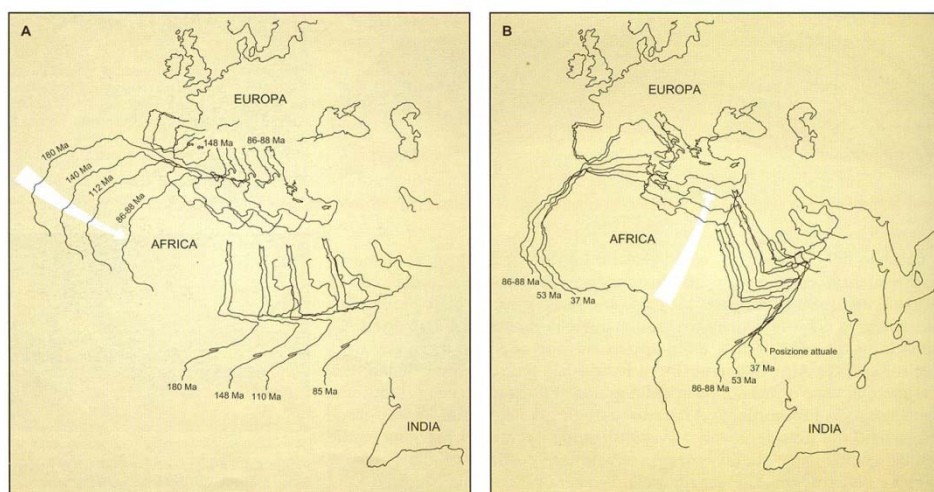 A
EUROPA
180 Ma
148 Ma
86-88 Ma
140 Ma
112 Ma
86-88 Ma
AFRICA
180 Ma
148 Ma
110 Ma
85 Ma
INDIA
B
EUROPA
AFRICA
86-88 Ma
53 Ma
37 Ma
Posizione attuale
37 Ma
53 Ma
86-88 Ma
INDIA